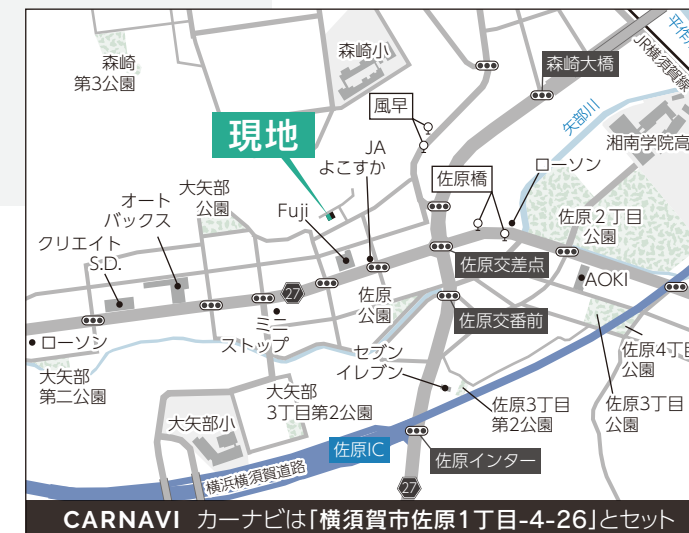 森崎
第3公園
森崎小
森崎大橋
平作川
JR横須賀線
矢部川
湘南学院高
風早
現地
JA
よこすか
佐原橋
ローソン
大矢部
公園
Fuji
オート
バックス
クリエイト
S.D.
佐原2丁目
公園
佐原交差点
AOKI
27
佐原
公園
佐原交番前
ミニ
ストップ
ローソン
セブン
イレブン
佐原4丁目
公園
大矢部
第二公園
大矢部
3丁目第2公園
佐原3丁目
第2公園
佐原3丁目
公園
大矢部小
佐原IC
佐原インター
横浜横須賀道路
27
CARNAVI カーナビは「横須賀市佐原1丁目-4-26」とセット